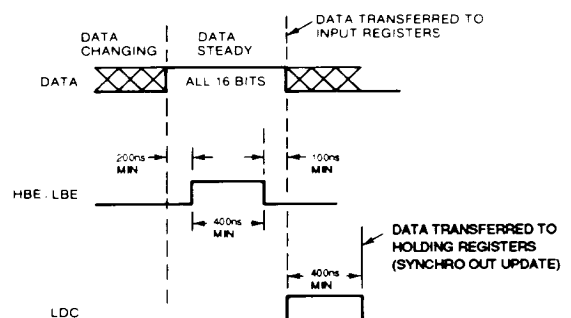 DATA TRANSFERRED TO
INPUT REGISTERS
DATA
CHANGING
DATA
STEADY
DATA
ALL 16 BITS
200ns
MIN
100ns
MIN
HBE, LBE
400ns
MIN
DATA TRANSFERRED TO
HOLDING REGISTERS
(SYNCHRO OUT UPDATE)
400ns
MIN
LDC